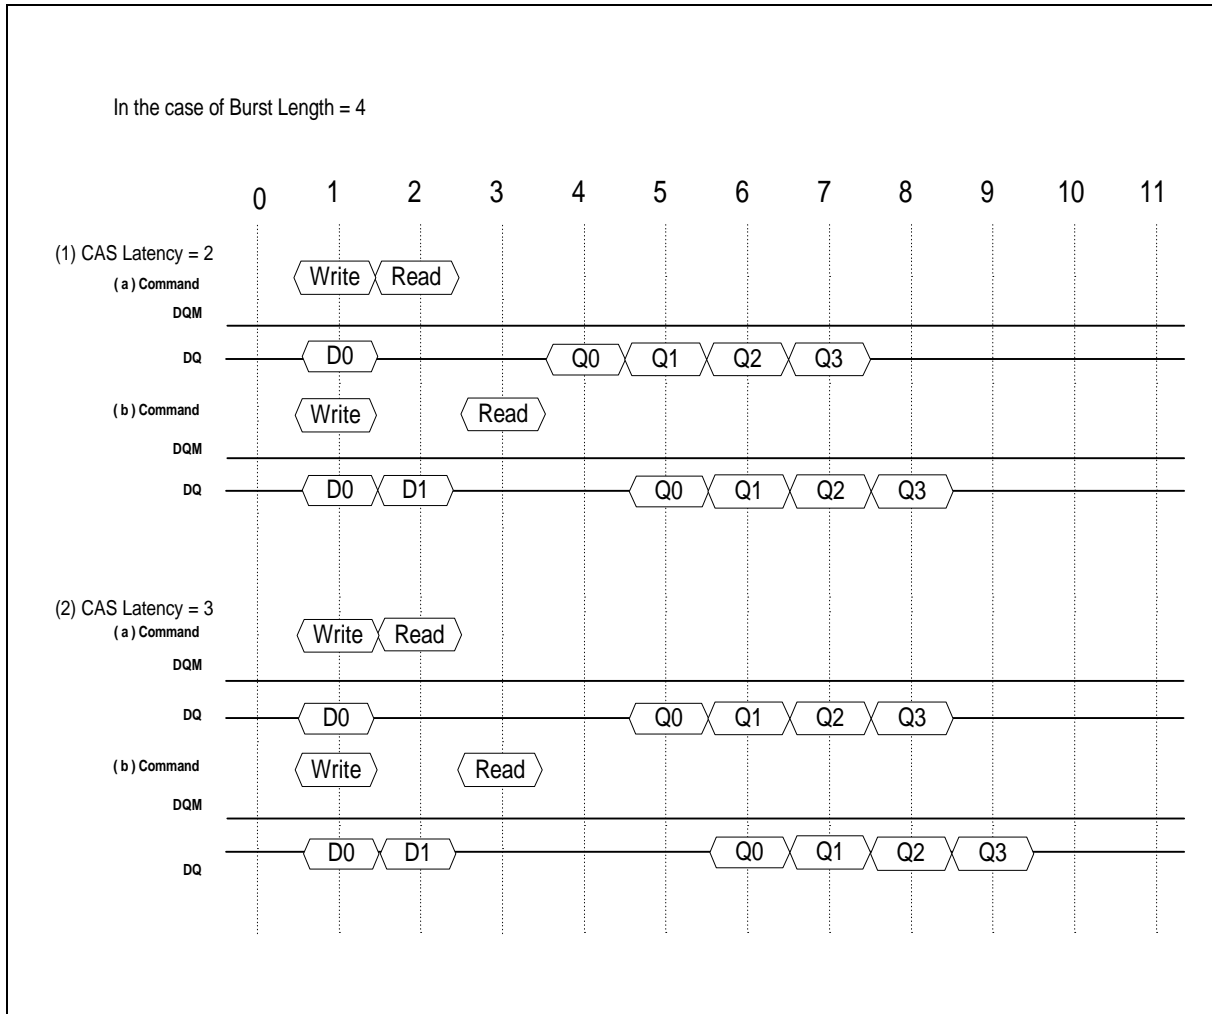 In the case of Burst Length = 4
0 1 2 3 4 5 6 7 8 9 10 11
(1) CAS Latency = 2
( a ) Command Write Read
DQM
DQ D0 Q0 Q1 Q2 Q3
( b ) Command Write Read
DQM
DQ D0 D1 Q0 Q1 Q2 Q3
(2) CAS Latency = 3
( a ) Command Write Read
DQM
DQ D0 Q0 Q1 Q2 Q3
( b ) Command Write Read
DQM
DQ D0 D1 Q0 Q1 Q2 Q3